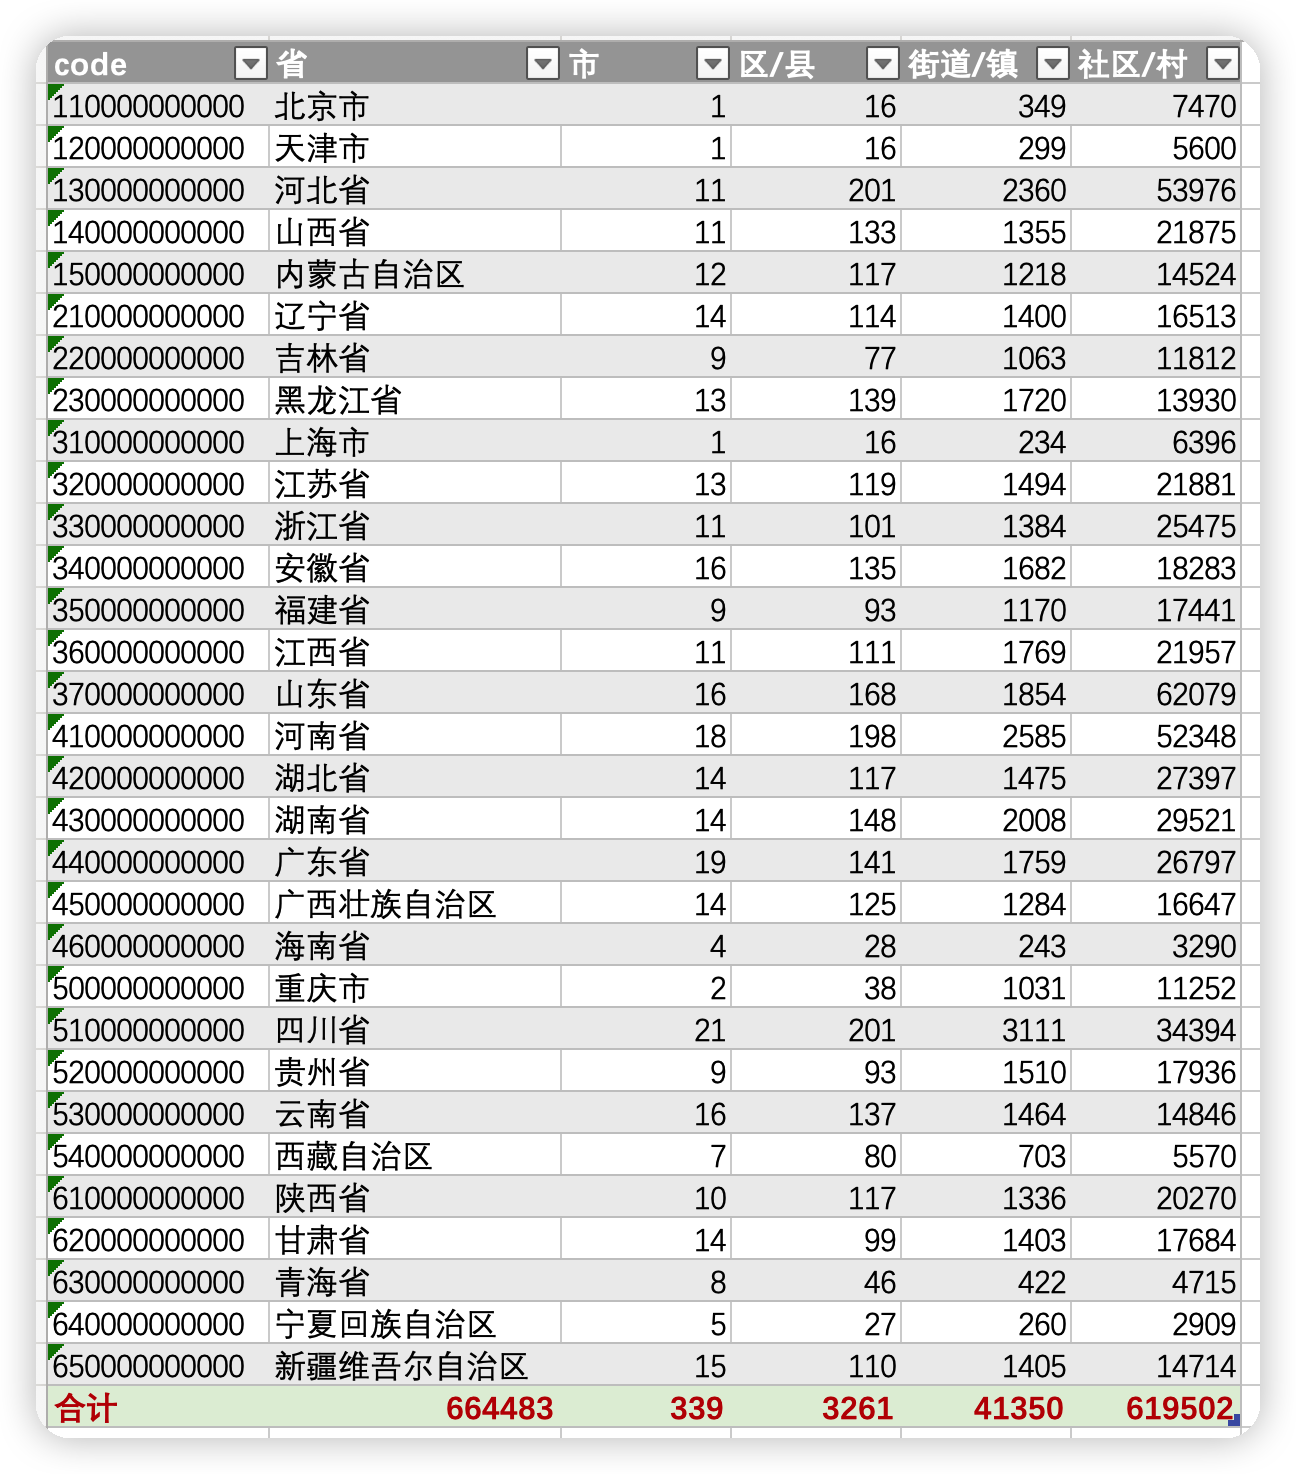 code 省 市 区/县 街道/镇 社区/村
110000000000 北京市 1 16 349 7470
120000000000 天津市 1 16 299 5600
130000000000 河北省 11 201 2360 53976
140000000000 山西省 11 133 1355 21875
150000000000 内蒙古自治区 12 117 1218 14524
210000000000 辽宁省 14 114 1400 16513
220000000000 吉林省 9 77 1063 11812
230000000000 黑龙江省 13 139 1720 13930
310000000000 上海市 1 16 234 6396
320000000000 江苏省 13 119 1494 21881
330000000000 浙江省 11 101 1384 25475
340000000000 安徽省 16 135 1682 18283
350000000000 福建省 9 93 1170 17441
360000000000 江西省 11 111 1769 21957
370000000000 山东省 16 168 1854 62079
410000000000 河南省 18 198 2585 52348
420000000000 湖北省 14 117 1475 27397
430000000000 湖南省 14 148 2008 29521
440000000000 广东省 19 141 1759 26797
450000000000 广西壮族自治区 14 125 1284 16647
460000000000 海南省 4 28 243 3290
500000000000 重庆市 2 38 1031 11252
510000000000 四川省 21 201 3111 34394
520000000000 贵州省 9 93 1510 17936
530000000000 云南省 16 137 1464 14846
540000000000 西藏自治区 7 80 703 5570
610000000000 陕西省 10 117 1336 20270
620000000000 甘肃省 14 99 1403 17684
630000000000 青海省 8 46 422 4715
640000000000 宁夏回族自治区 5 27 260 2909
650000000000 新疆维吾尔自治区 15 110 1405 14714
合计 664483 339 3261 41350 619502